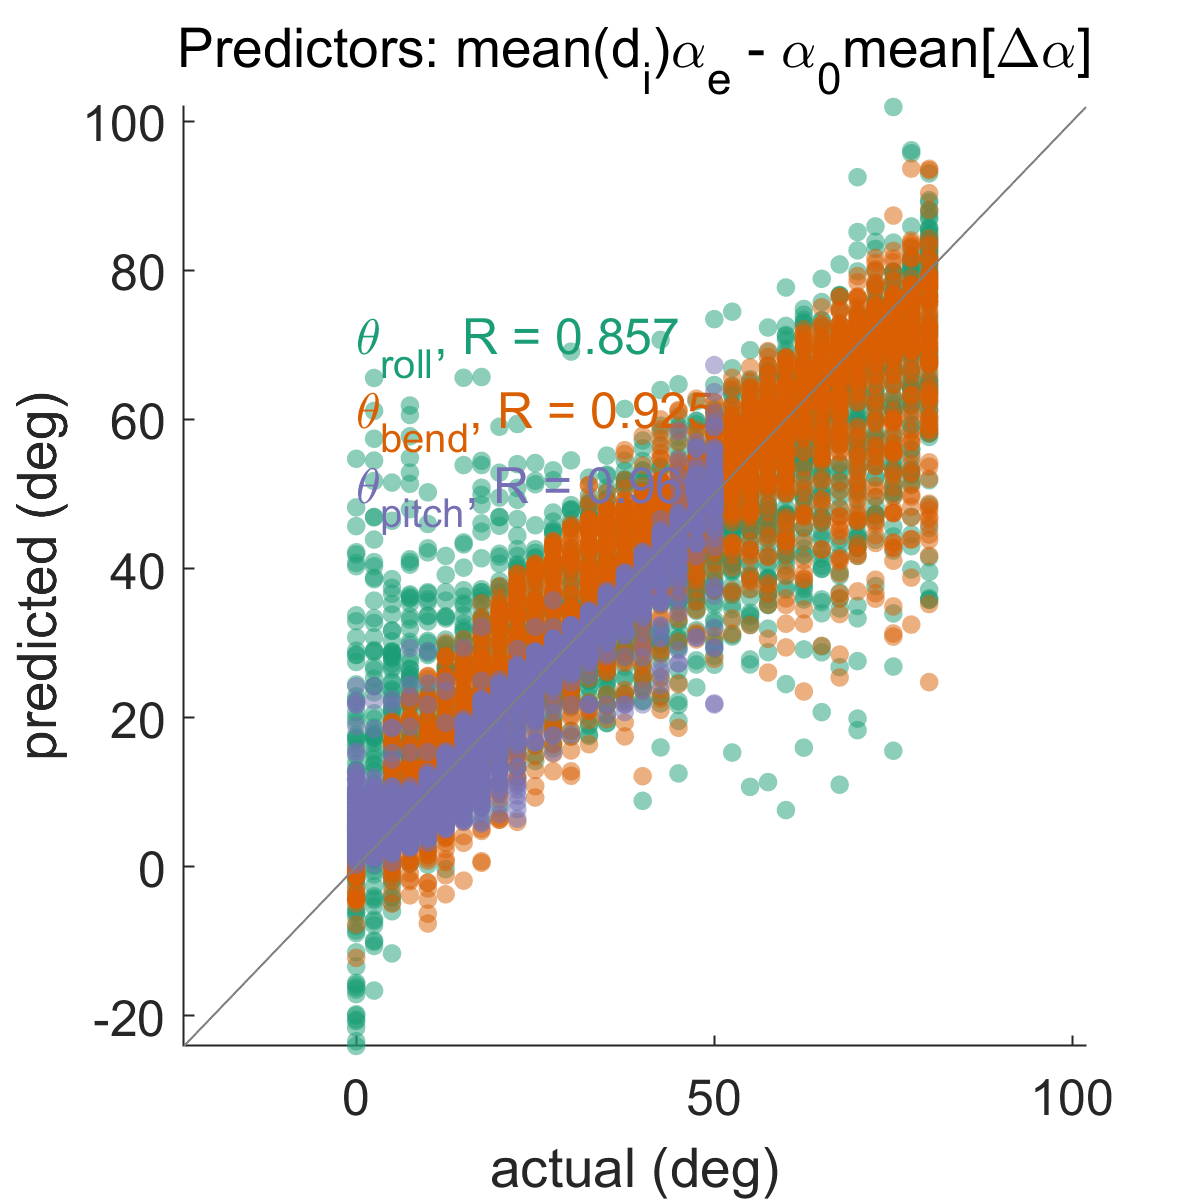 Predictors: mean(dᵢ)αₑ - α₀mean[Δα]
100
80
60
40
20
0
-20
predicted (deg)
θroll, R = 0.857
θbend, R = 0.925
θpitch, R = 0.96
0
50
100
actual (deg)